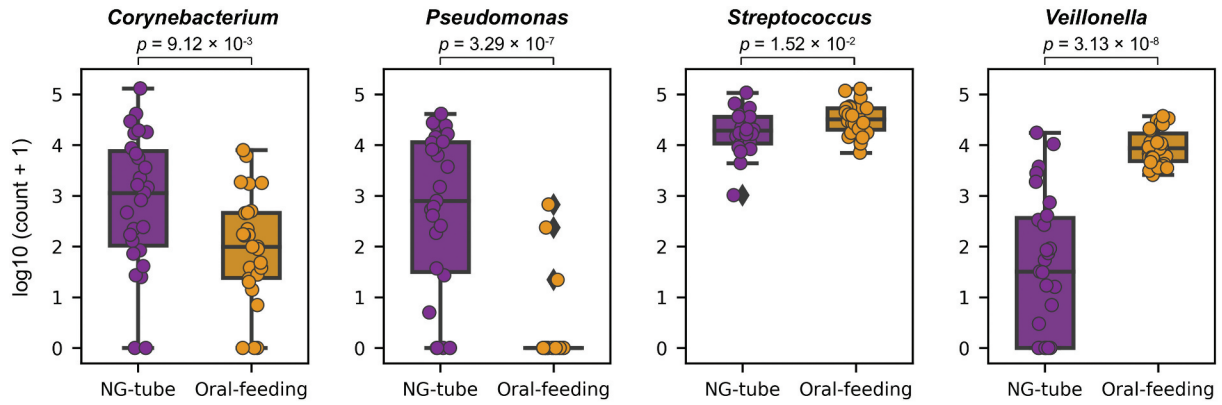 Corynebacterium
p = 9.12 × 10⁻³
Pseudomonas
p = 3.29 × 10⁻⁷
Streptococcus
p = 1.52 × 10⁻²
Veillonella
p = 3.13 × 10⁻⁸
log10 (count + 1)
5
4
3
2
1
0
NG-tube
Oral-feeding
5
4
3
2
1
0
NG-tube
Oral-feeding
5
4
3
2
1
0
NG-tube
Oral-feeding
5
4
3
2
1
0
NG-tube
Oral-feeding